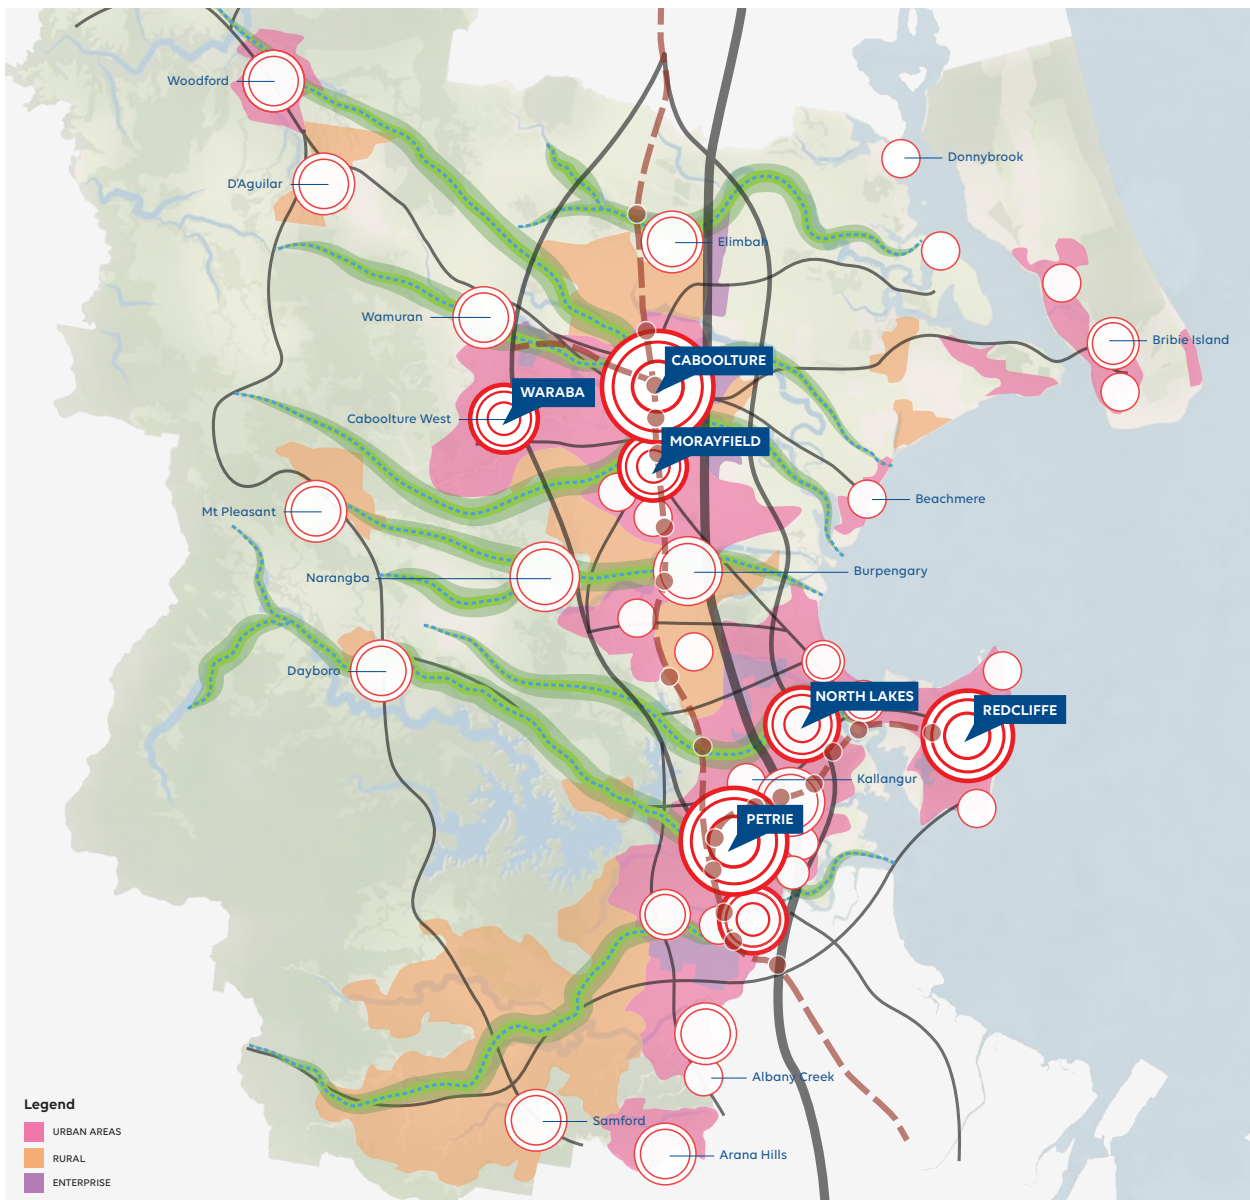 Woodford
Donnybrook
D'Aguilar
Elimbah
Wamuran
Bribie Island
CABOOLTURE
WARABA
Caboolture West
MORAYFIELD
Beachmere
Mt Pleasant
Burpengary
Narangba
Dayboro
NORTH LAKES
REDCLIFFE
Kallangur
PETRIE
Albany Creek
Samford
Arana Hills
Legend
URBAN AREAS
RURAL
ENTERPRISE